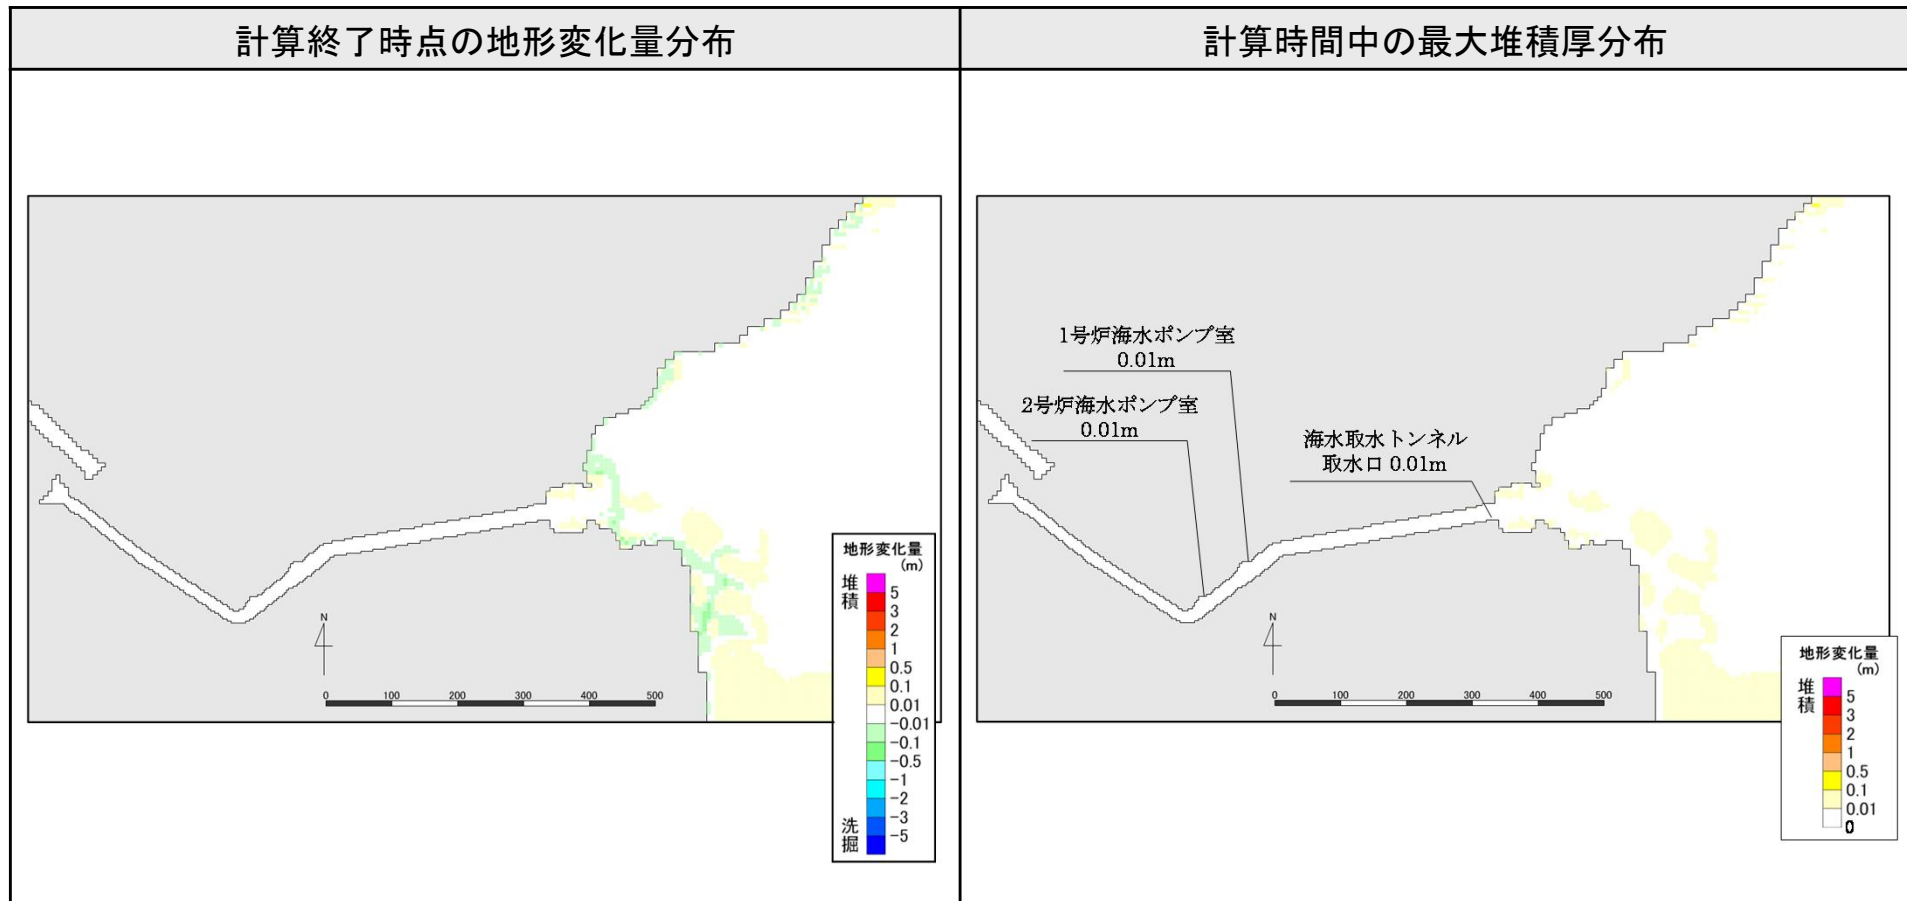 計算終了時点の地形変化量分布
計算時間中の最大堆積厚分布
N
0 100 200 300 400 500
地形変化量
(m)
堆積
5
3
2
1
0.5
0.1
0.01
-0.01
-0.1
-0.5
-1
-2
-3
-5
洗掘
1号炉海水ポンプ室
0.01m
2号炉海水ポンプ室
0.01m
海水取水トンネル
取水口 0.01m
N
0 100 200 300 400 500
地形変化量
(m)
堆積
5
3
2
1
0.5
0.1
0.01
0